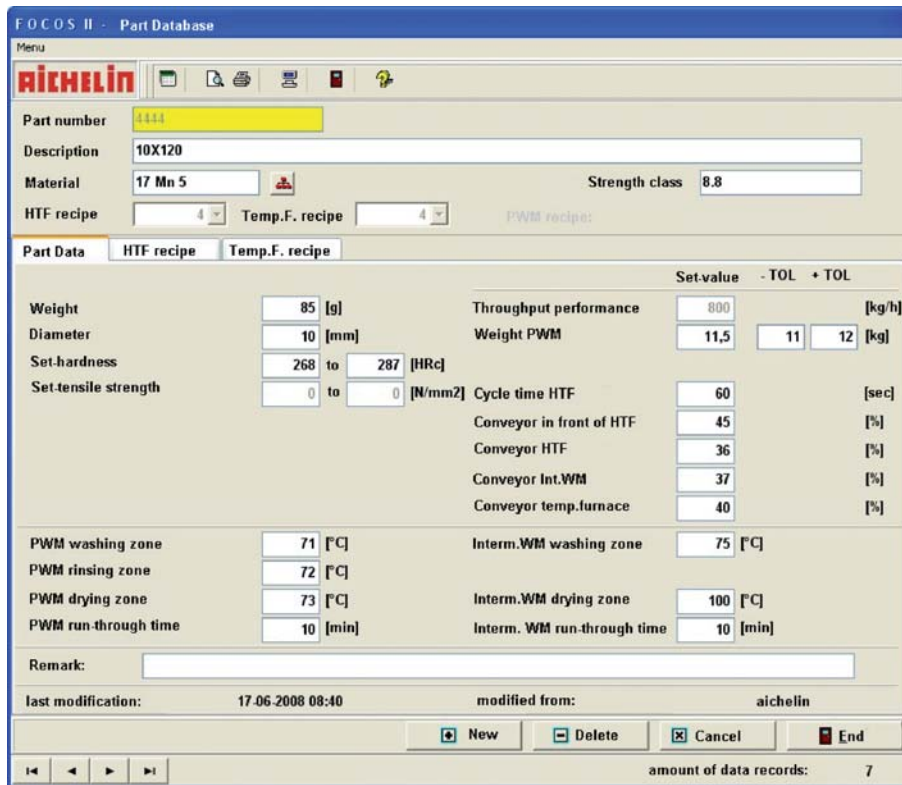 FOCOS II - Part Database
Menu
AICHELIN
Part number 4444
Description 10X120
Material 17 Mn 5 Strength class 8.8
HTF recipe 4 Temp.F. recipe 4 PWM recipe:
Part Data HTF recipe Temp.F. recipe
Set-value - TOL + TOL
Weight 85 [g] Throughput performance 800 [kg/h]
Diameter 10 [mm] Weight PWM 11,5 11 12 [kg]
Set-hardness 268 to 287 [HRc]
Set-tensile strength 0 to 0 [N/mm2] Cycle time HTF 60 [sec]
Conveyor in front of HTF 45 [%]
Conveyor HTF 36 [%]
Conveyor Int.WM 37 [%]
Conveyor temp.furnace 40 [%]
PWM washing zone 71 [°C] Interm.WM washing zone 75 [°C]
PWM rinsing zone 72 [°C]
PWM drying zone 73 [°C] Interm.WM drying zone 100 [°C]
PWM run-through time 10 [min] Interm. WM run-through time 10 [min]
Remark:
last modification: 17-06-2008 08:40 modified from: aichelin
New Delete Cancel End
amount of data records: 7